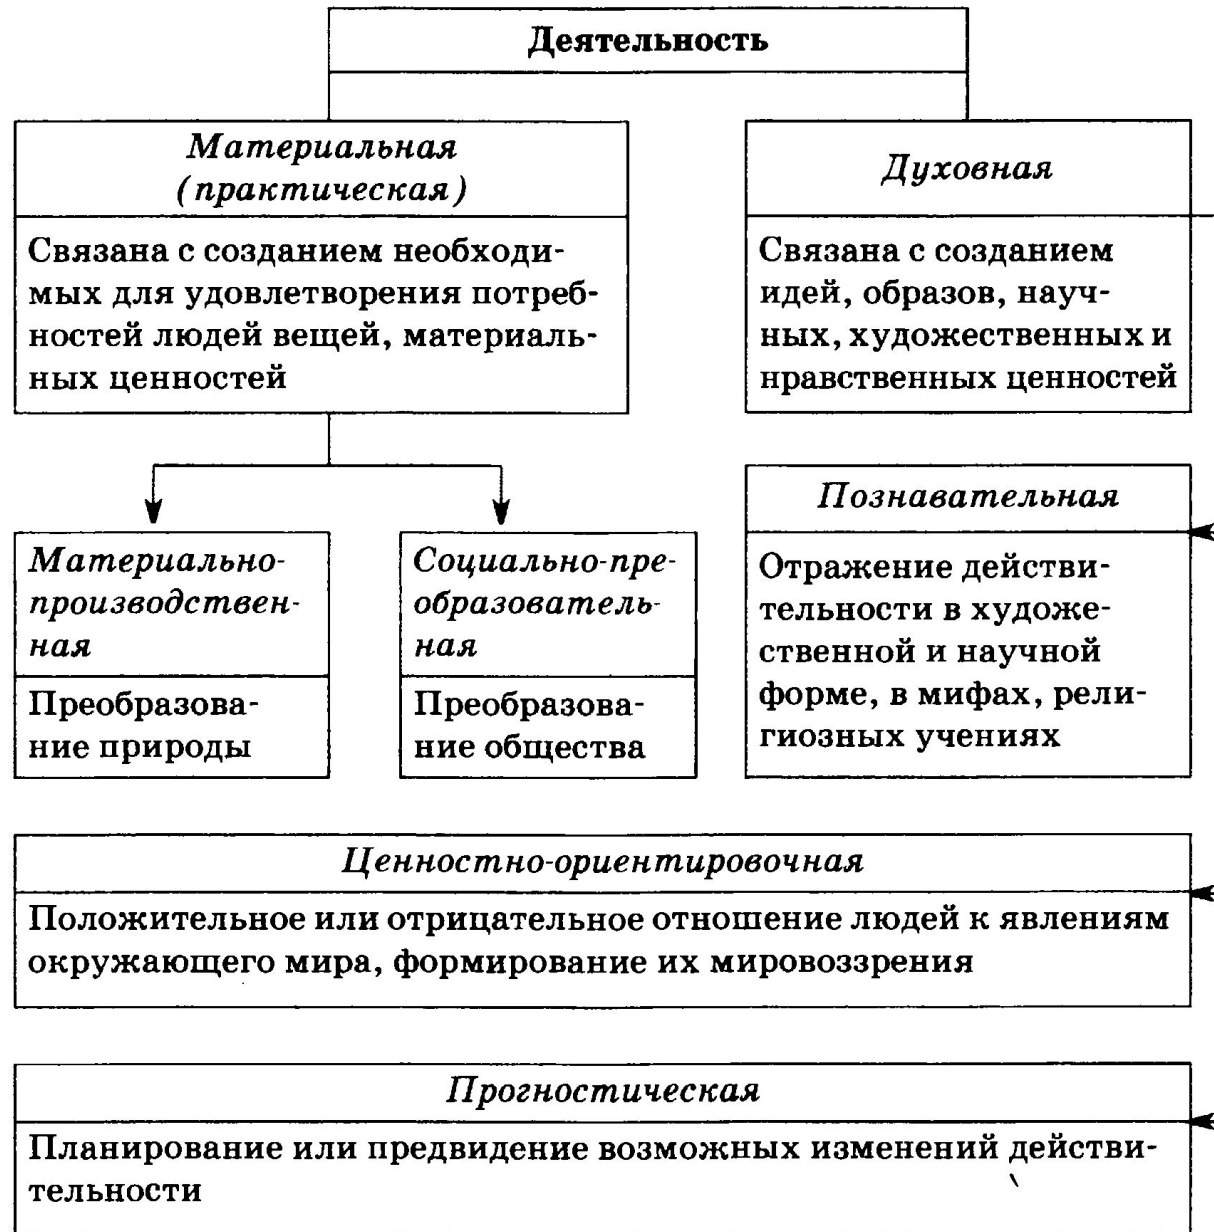 Деятельность
Материальная
(практическая)
Связана с созданием необходи-
мых для удовлетворения потреб-
ностей людей вещей, материаль-
ных ценностей
Духовная
Связана с созданием
идей, образов, науч-
ных, художественных и
нравственных ценностей
Материально-
производствен-
ная
Преобразова-
ние природы
Социально-пре-
образователь-
ная
Преобразова-
ние общества
Познавательная
Отражение действи-
тельности в художе-
ственной и научной
форме, в мифах, рели-
гиозных учениях
Ценностно-ориентировочная
Положительное или отрицательное отношение людей к явлениям
окружающего мира, формирование их мировоззрения
Прогностическая
Планирование или предвидение возможных изменений действи-
тельности